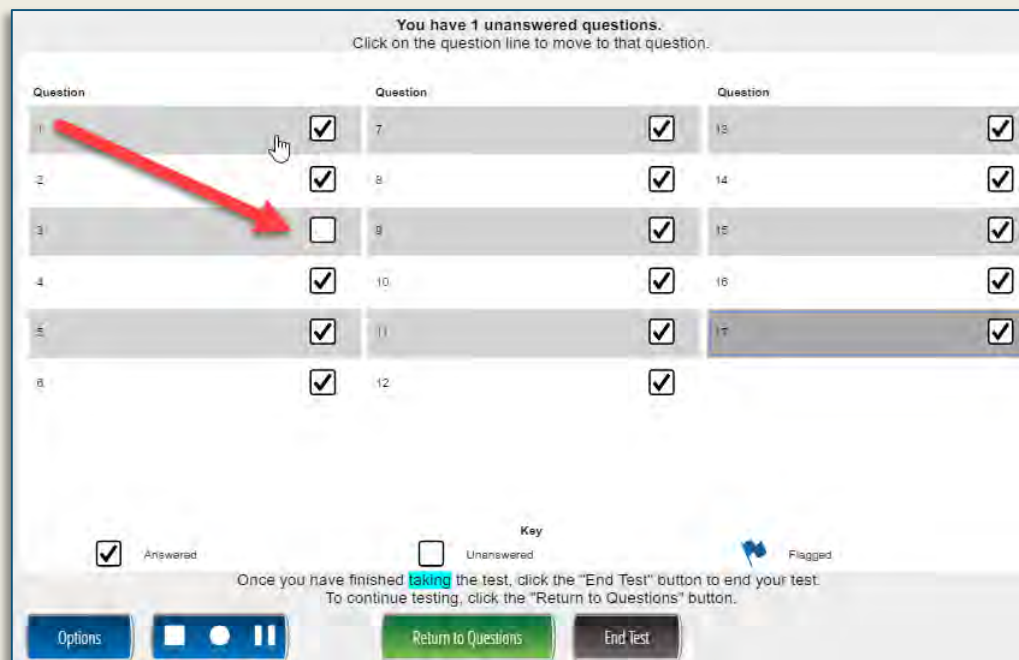 You have 1 unanswered questions.
Click on the question line to move to that question.
Question Question Question
1 7 13
2 8 14
3 9 15
4 10 16
5 11 17
6 12
Key
Answered Unanswered Flagged
Once you have finished taking the test, click the "End Test" button to end your test.
To continue testing, click the "Return to Questions" button.
Options Return to Questions End Test